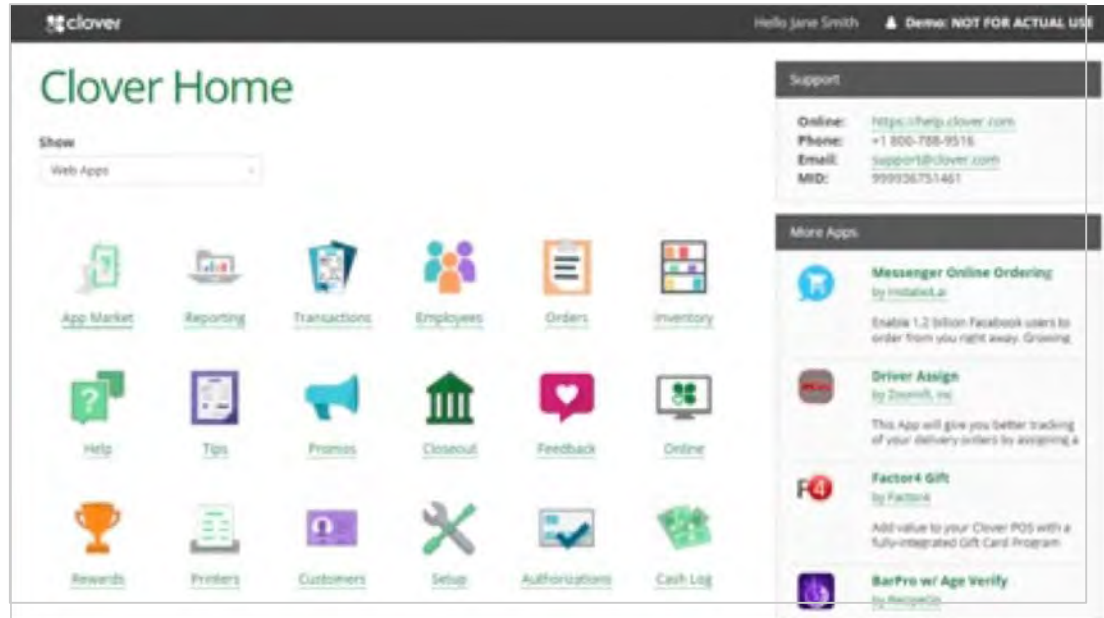 clover
Hello Jane Smith
Demo: NOT FOR ACTUAL USE
Clover Home
Show
Web Apps
App Market
Reporting
Transactions
Employees
Orders
Inventory
Help
Tips
Promos
Closeout
Feedback
Online
Rewards
Printers
Customers
Setup
Authorizations
Cash Log
Support
Online: https://help.clover.com
Phone: +1 800-788-9516
Email: support@clover.com
MID: 999936751461
More Apps
Messenger Online Ordering
by
Enable 1.2 billion Facebook users to
order from you right away. Growing
Driver Assign
by
This App will give you better tracking
of your delivery orders by assigning a
F4
Factor4 Gift
by Factor4
Add value to your Clover POS with a
fully-integrated Gift Card Program
BarPro w/ Age Verify
by RecipeGo